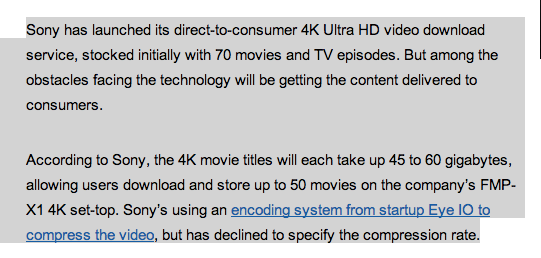 Sony has launched its direct-to-consumer 4K Ultra HD video download
service, stocked initially with 70 movies and TV episodes. But among the
obstacles facing the technology will be getting the content delivered to
consumers.
According to Sony, the 4K movie titles will each take up 45 to 60 gigabytes,
allowing users download and store up to 50 movies on the company’s FMP-
X1 4K set-top. Sony’s using an encoding system from startup Eye IO to
compress the video, but has declined to specify the compression rate.